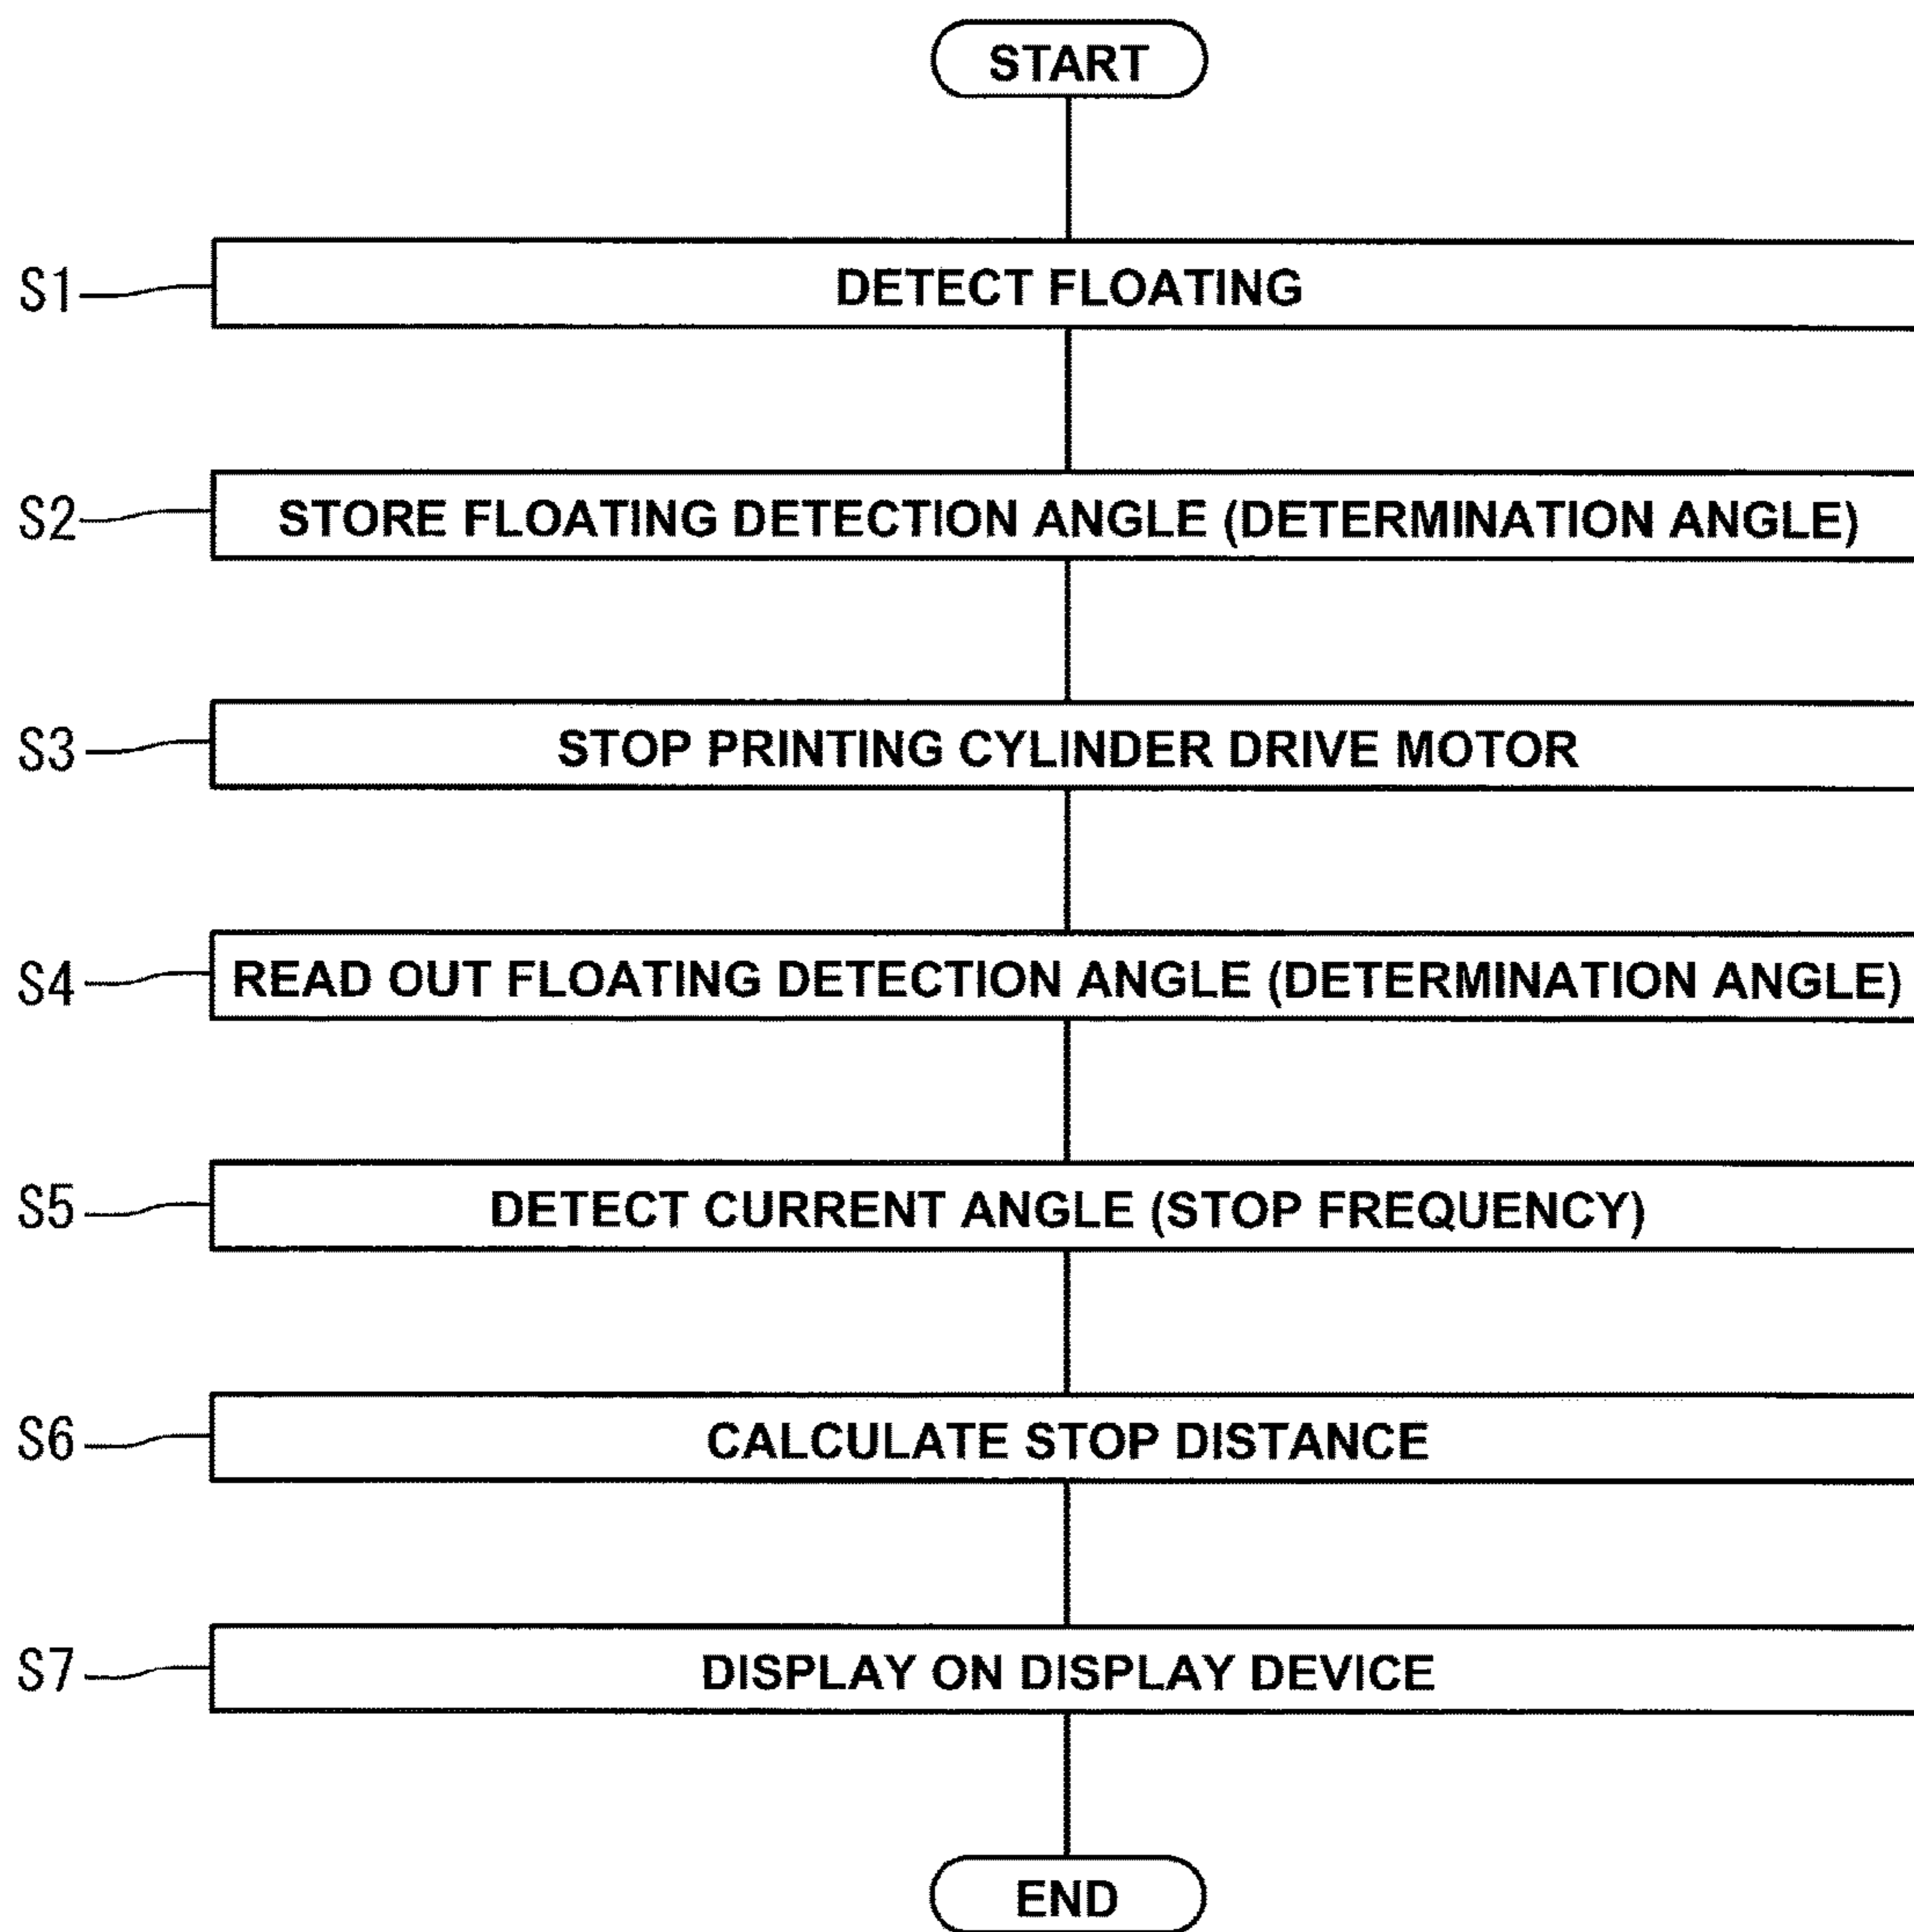 START
S1 DETECT FLOATING
S2 STORE FLOATING DETECTION ANGLE (DETERMINATION ANGLE)
S3 STOP PRINTING CYLINDER DRIVE MOTOR
S4 READ OUT FLOATING DETECTION ANGLE (DETERMINATION ANGLE)
S5 DETECT CURRENT ANGLE (STOP FREQUENCY)
S6 CALCULATE STOP DISTANCE
S7 DISPLAY ON DISPLAY DEVICE
END